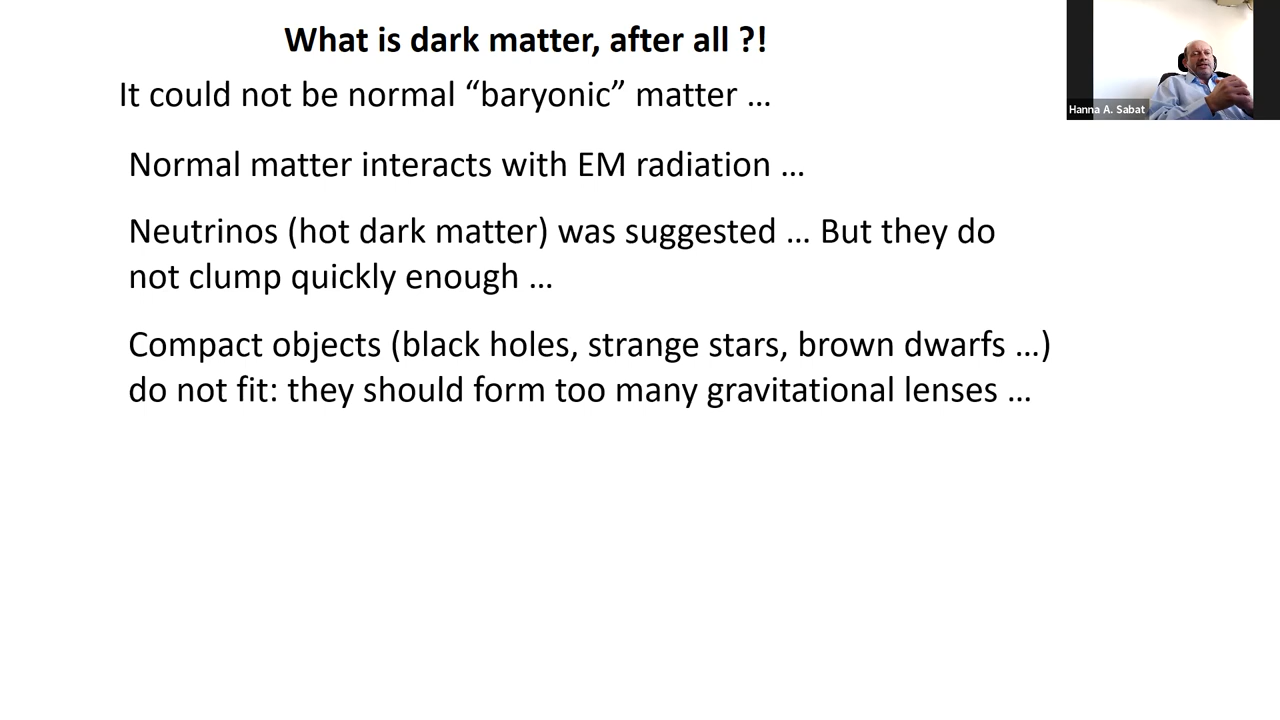 What is dark matter, after all ?!
It could not be normal “baryonic” matter …
Normal matter interacts with EM radiation …
Neutrinos (hot dark matter) was suggested … But they do
not clump quickly enough …
Compact objects (black holes, strange stars, brown dwarfs …)
do not fit: they should form too many gravitational lenses …
Hanna A. Sabat